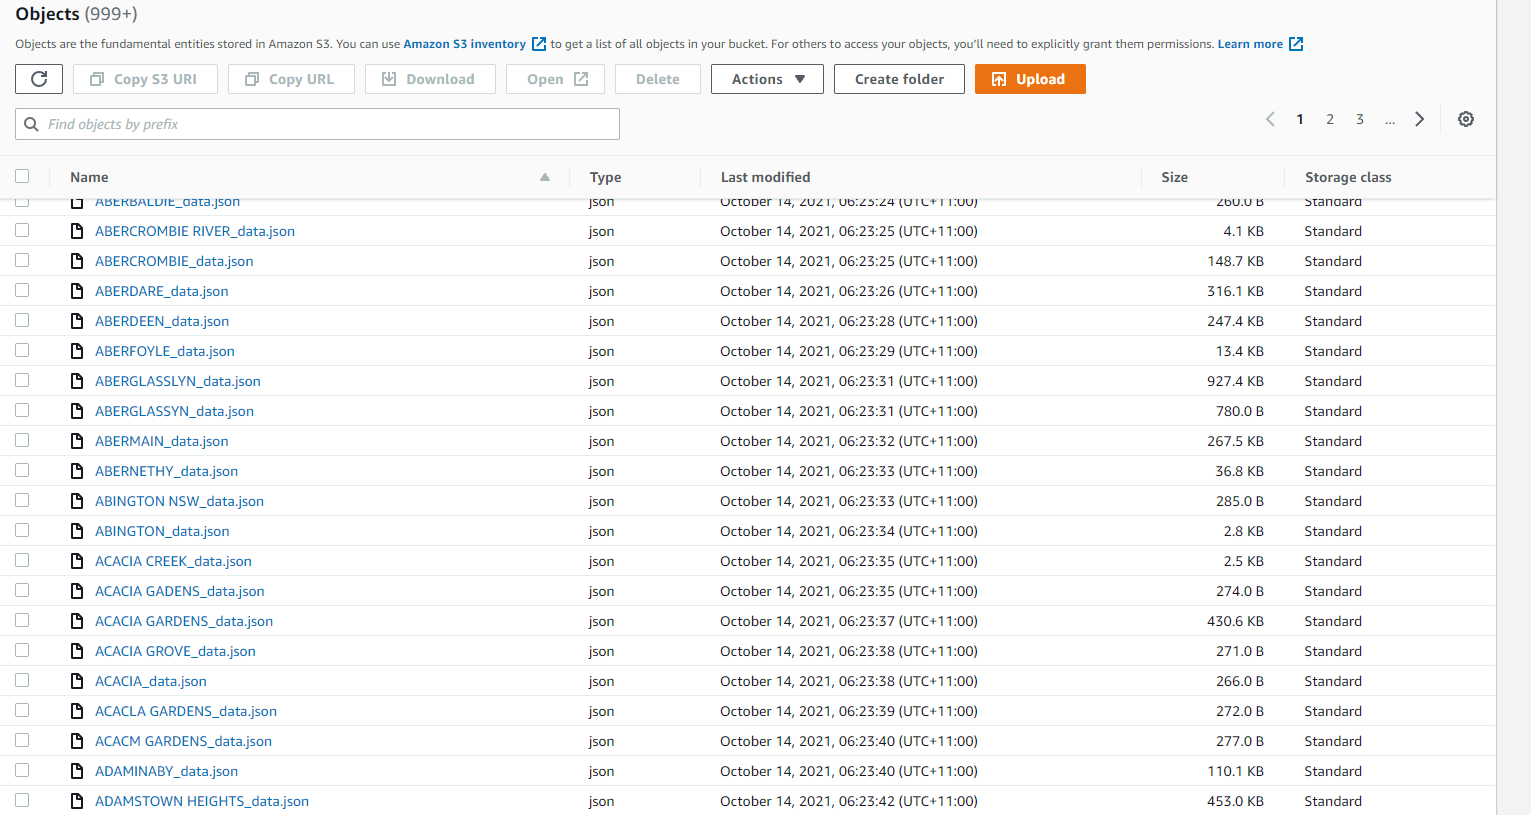 Objects (999+)
Objects are the fundamental entities stored in Amazon S3. You can use Amazon S3 inventory to get a list of all objects in your bucket. For others to access your objects, you'll need to explicitly grant them permissions. Learn more
Copy S3 URI Copy URL Download Open Delete Actions Create folder Upload
Find objects by prefix 1 2 3 ...
Name Type Last modified Size Storage class
ABERBALDIE_data.json json October 14, 2021, 06:23:24 (UTC+11:00) 260.0 B Standard
ABERCROMBIE RIVER_data.json json October 14, 2021, 06:23:25 (UTC+11:00) 4.1 KB Standard
ABERCROMBIE_data.json json October 14, 2021, 06:23:25 (UTC+11:00) 148.7 KB Standard
ABERDARE_data.json json October 14, 2021, 06:23:26 (UTC+11:00) 316.1 KB Standard
ABERDEEN_data.json json October 14, 2021, 06:23:28 (UTC+11:00) 247.4 KB Standard
ABERFOYLE_data.json json October 14, 2021, 06:23:29 (UTC+11:00) 13.4 KB Standard
ABERGLASSLYN_data.json json October 14, 2021, 06:23:31 (UTC+11:00) 927.4 KB Standard
ABERGLASSYN_data.json json October 14, 2021, 06:23:31 (UTC+11:00) 780.0 B Standard
ABERMAIN_data.json json October 14, 2021, 06:23:32 (UTC+11:00) 267.5 KB Standard
ABERNETHY_data.json json October 14, 2021, 06:23:33 (UTC+11:00) 36.8 KB Standard
ABINGTON NSW_data.json json October 14, 2021, 06:23:33 (UTC+11:00) 285.0 B Standard
ABINGTON_data.json json October 14, 2021, 06:23:34 (UTC+11:00) 2.8 KB Standard
ACACIA CREEK_data.json json October 14, 2021, 06:23:35 (UTC+11:00) 2.5 KB Standard
ACACIA GADENS_data.json json October 14, 2021, 06:23:35 (UTC+11:00) 274.0 B Standard
ACACIA GARDENS_data.json json October 14, 2021, 06:23:37 (UTC+11:00) 430.6 KB Standard
ACACIA GROVE_data.json json October 14, 2021, 06:23:38 (UTC+11:00) 271.0 B Standard
ACACIA_data.json json October 14, 2021, 06:23:38 (UTC+11:00) 266.0 B Standard
ACACLA GARDENS_data.json json October 14, 2021, 06:23:39 (UTC+11:00) 272.0 B Standard
ACACM GARDENS_data.json json October 14, 2021, 06:23:40 (UTC+11:00) 277.0 B Standard
ADAMINABY_data.json json October 14, 2021, 06:23:40 (UTC+11:00) 110.1 KB Standard
ADAMSTOWN HEIGHTS_data.json json October 14, 2021, 06:23:42 (UTC+11:00) 453.0 KB Standard